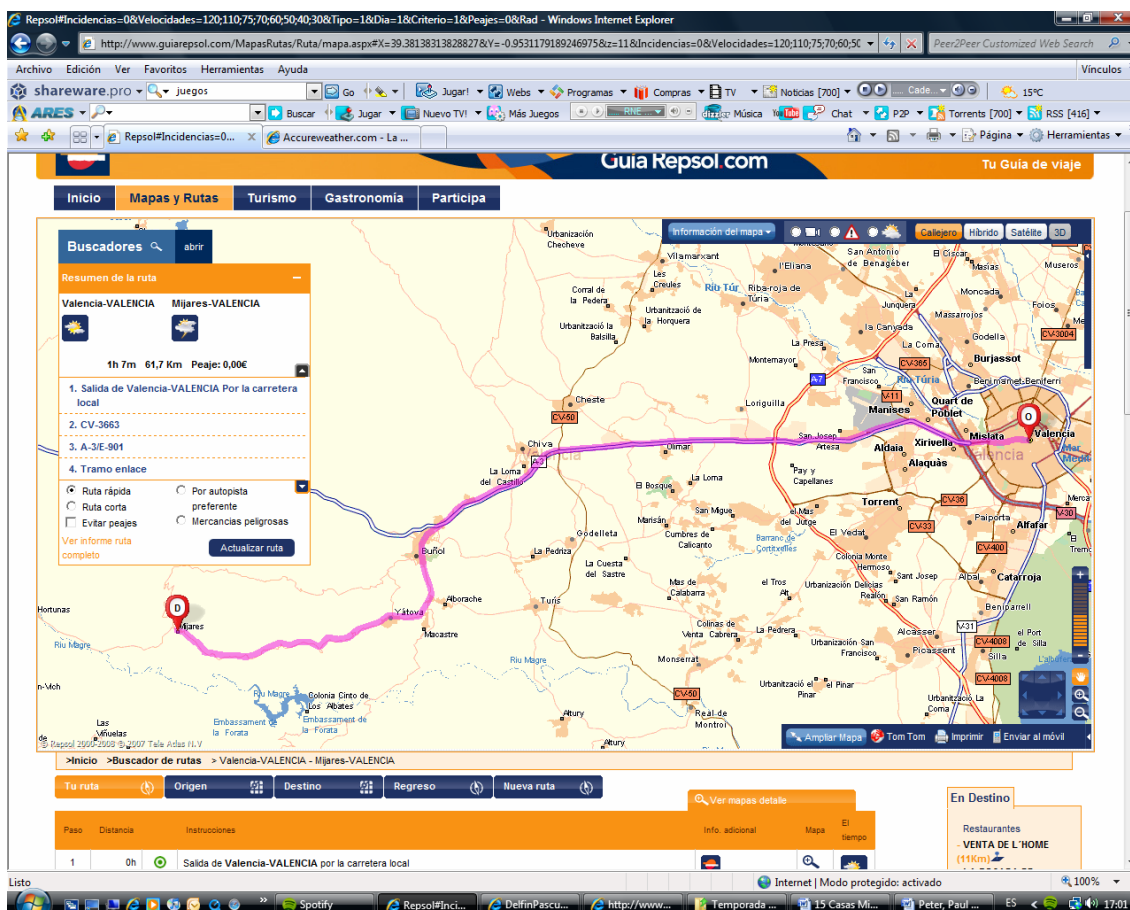 Repsol#Incidencias=0&Velocidades=120;110;75;70;60;50;40;30&Tipo=1&Dia=1&Criterio=1&Peajes=0&Rad - Windows Internet Explorer
http://www.guiarepsol.com/MapasRutas/Ruta/mapa.aspx#X=39.38138313828827&Y=-0.9531179189246975&iz=11&Incidencias=0&Velocidades=120;110;75;70;60;50;
Peer2Peer Customized Web Search
Archivo Edición Ver Favoritos Herramientas Ayuda Vínculos
shareware.pro juegos Go Jugar! Webs Programas Compras TV Noticias [700] .... Cade... 15ºC
ARES Buscar Jugar Nuevo TV! Más Juegos RNE Música Chat P2P Torrents [700] RSS [416]
Repsol#Incidencias=0... Accureweather.com - La ... Página Herramientas
Guía Repsol.com
Tu Guía de viaje
Inicio Mapas y Rutas Turismo Gastronomía Participa
Buscadores abrir
Información del mapa Callejero Híbrido Satélite 3D
Resumen de la ruta
Valencia-VALENCIA Mijares-VALENCIA
1h 7m 61,7 Km Peaje: 0,00€
1. Salida de Valencia-VALENCIA Por la carretera
local
2. CV-3663
3. A-3/E-901
4. Tramo enlace
Ruta rápida
Ruta corta
Evitar peajes
Por autopista
preferente
Mercancias peligrosas
Ver informe ruta
completo
Actualizar ruta
Urbanización
Checheve
Vilamarxant
l'Eliana
San Antonio
de Benagéber
El Ciscar
Masias
Museros
Les
Creules
Riu Túr
Riba-roja de
Túria
Corral de
la Pedera
La
Junquera
Moncada
Massarrojos
Foios
Urbanització de
la Horquera
Urbanització la
Balsilla
la Canyada
La Presa
La Coma
Godella
CV-3004
Montemayor
CV-365
Burjassot
A-7
San
Francisco
Riu Túria
Benimamet-Beniferri
V-11
Quart de
Poblet
Cheste
Loriguilla
Manises
CV-50
Mislata
O
Valencia
Chiva
San Josep
Artesa
Aldaia
Xirivella
Valencia
Valencia
Olimar
A-3
Alaquàs
Mar
La Loma
del Castillo
Pay y
Capellanes
El Bosque
La Loma
Torrent
CV-36
V-30
San Migue
el Mas
del Jutge
Paiporta
Marisán
CV-33
Alfafar
El Vedat
Godelleta
Cumbres de
Calicanto
Barranc de
Cortitxelles
CV-400
Buñol
La Pedriza
Colonia Monte
Hermoso
La Cuesta
del Sastre
Sant Josep
Albal
Catarroja
Mas de
Calabarra
el Tros
Alt
Urbanización Delicias
Realón
San Ramón
Alborache
Turís
Beniparrell
Hortunas
D
Mijares
Yátova
Macastre
Colinas de
Venta Cabrera
La Pedrera
Alcasser
V-31
el Port
de Silla
CV-4008
Urbanización San
Francisco
Picassent
Silla
Riu Magre
Riu Magre
Monserrat
CV-4008
Urbanització el
Pinar
el Pinar
CV-50
Riu Magre
Colonia Cinto de
Los Abates
Urbanització La
Coma
Altury
Real de
Montroi
Las
Viñuelas
Embassament de
la Forata
Embassament de
la Forata
Altury
© Repsol 2000-2008 © 2007 Tele Atlas N.V
Ampliar Mapa Tom Tom Imprimir Enviar al móvil
>Inicio >Buscador de rutas > Valencia-VALENCIA - Mijares-VALENCIA
Tu ruta Origen Destino Regreso Nueva ruta
Ver mapas detalle
En Destino
Paso Distancia Instrucciones Info. adicional Mapa El
tiempo
Restaurantes
- VENTA DE L'HOME
(11Km)
1 0h Salida de Valencia-VALENCIA por la carretera local
Listo Internet | Modo protegido: activado 100%
Spotify Repsol#Inci... DelfinPascu... http://www... Temporada ... 15 Casas Mi... Peter, Paul ... ES 17:01